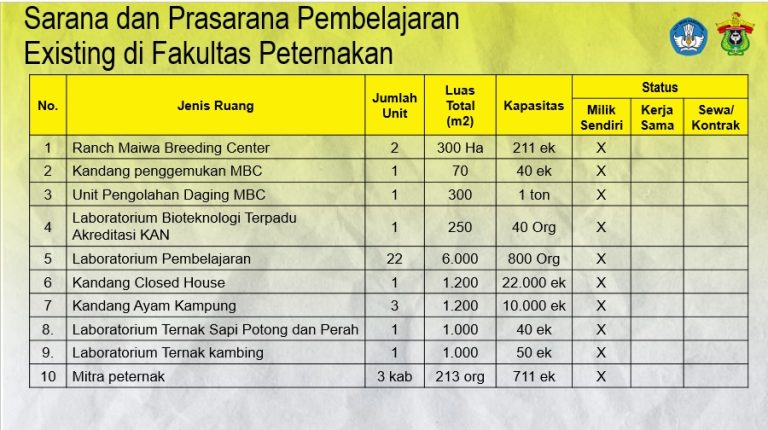 Sarana dan Prasarana Pembelajaran
Existing di Fakultas Peternakan
No. Jenis Ruang Jumlah Unit Luas Total (m2) Kapasitas Status
Milik Sendiri Kerja Sama Sewa/ Kontrak
1 Ranch Maiwa Breeding Center 2 300 Ha 211 ek X
2 Kandang penggemukan MBC 1 70 40 ek X
3 Unit Pengolahan Daging MBC 1 300 1 ton X
4 Laboratorium Bioteknologi Terpadu Akreditasi KAN 1 250 40 Org X
5 Laboratorium Pembelajaran 22 6.000 800 Org X
6 Kandang Closed House 1 1.200 22.000 ek X
7 Kandang Ayam Kampung 3 1.200 10.000 ek X
8. Laboratorium Ternak Sapi Potong dan Perah 1 1.000 40 ek X
9. Laboratorium Ternak kambing 1 1.000 50 ek X
10 Mitra peternak 3 kab 213 org 711 ek X